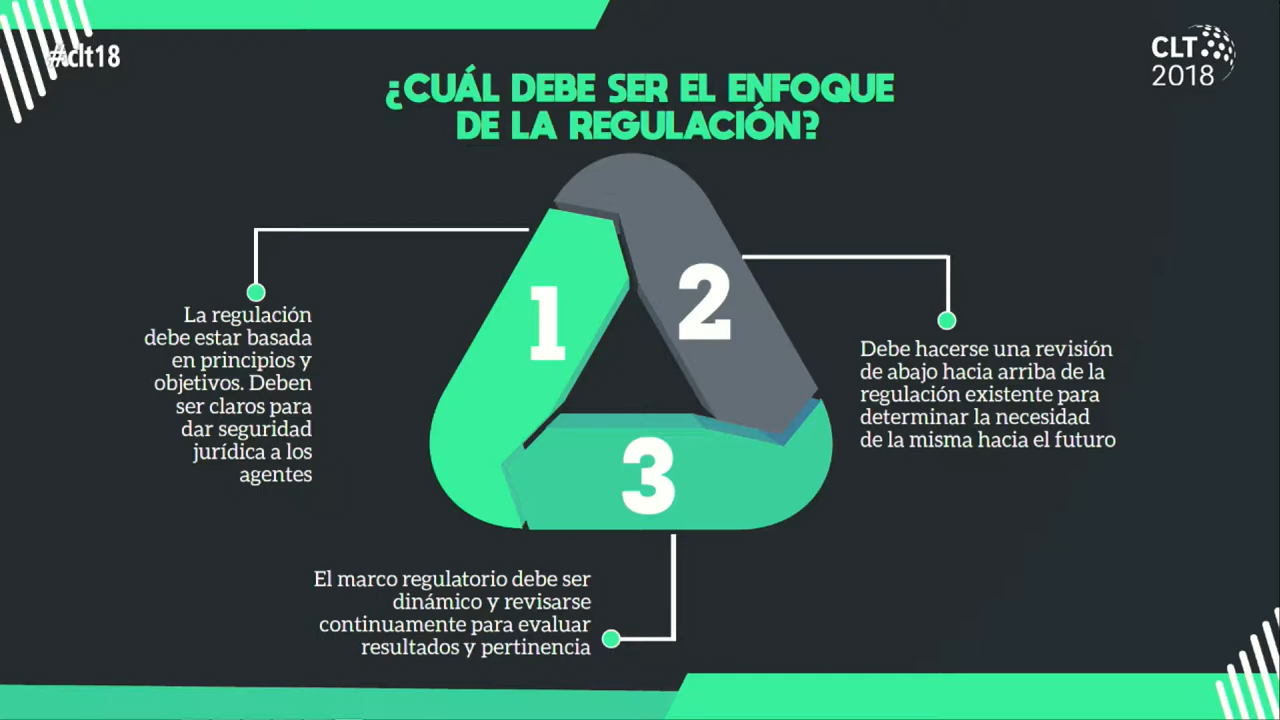 #clt18
CLT
2018
¿CUÁL DEBE SER EL ENFOQUE
DE LA REGULACIÓN?
1
La regulación
debe estar basada
en principios y
objetivos. Deben
ser claros para
dar seguridad
jurídica a los
agentes
2
Debe hacerse una revisión
de abajo hacia arriba de la
regulación existente para
determinar la necesidad
de la misma hacia el futuro
3
El marco regulatorio debe ser
dinámico y revisarse
continuamente para evaluar
resultados y pertinencia